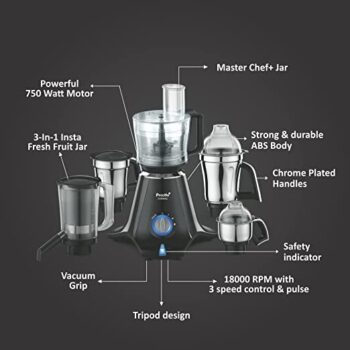 Master Chef+ Jar
Powerful
750 Watt Motor
3-In-1 Insta
Fresh Fruit Jar
Strong & durable
ABS Body
Chrome Plated
Handles
Preethi
Safety
indicator
Vacuum
Grip
18000 RPM with
3 speed control & pulse
Tripod design